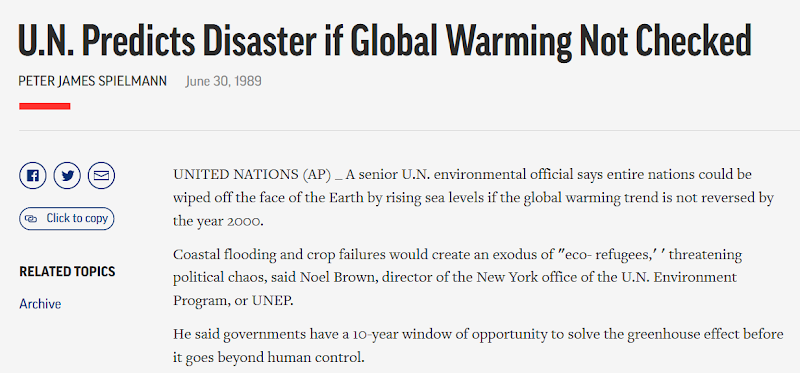 U.N. Predicts Disaster if Global Warming Not Checked
PETER JAMES SPIELMANN June 30, 1989
UNITED NATIONS (AP) _ A senior U.N. environmental official says entire nations could be
wiped off the face of the Earth by rising sea levels if the global warming trend is not reversed by
the year 2000.
Click to copy
Coastal flooding and crop failures would create an exodus of "eco- refugees,' ' threatening
political chaos, said Noel Brown, director of the New York office of the U.N. Environment
Program, or UNEP.
RELATED TOPICS
Archive
He said governments have a 10-year window of opportunity to solve the greenhouse effect before
it goes beyond human control.